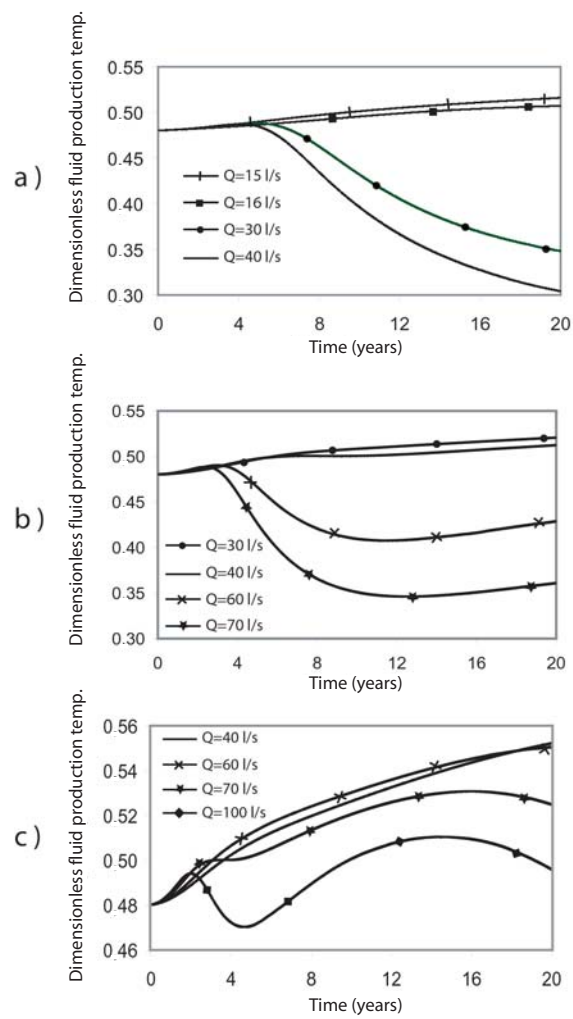 a )
Dimensionless fluid production temp.
0.55
0.50
0.45
0.40
0.35
0.30
Q=15 l/s
Q=16 l/s
Q=30 l/s
Q=40 l/s
0 4 8 12 16 20
Time (years)
b )
Dimensionless fluid production temp.
0.55
0.50
0.45
0.40
0.35
0.30
Q=30 l/s
Q=40 l/s
Q=60 l/s
Q=70 l/s
0 4 8 12 16 20
Time (years)
c )
Dimensionless fluid production temp.
0.56
0.54
0.52
0.50
0.48
0.46
Q=40 l/s
Q=60 l/s
Q=70 l/s
Q=100 l/s
0 4 8 12 16 20
Time (years)